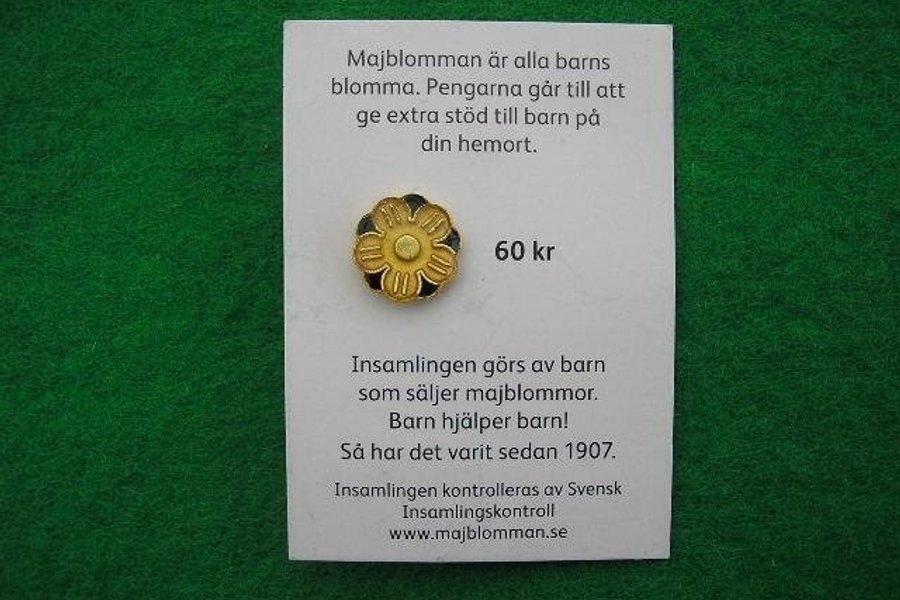 Majblomman är alla barns
blomma. Pengarna går till att
ge extra stöd till barn på
din hemort.
60 kr
Insamlingen görs av barn
som säljer majblommor.
Barn hjälper barn!
Så har det varit sedan 1907.
Insamlingen kontrolleras av Svensk
Insamlingskontroll
www.majblomman.se